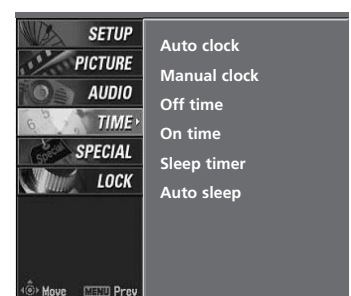 SETUP
PICTURE
AUDIO
TIME
SPECIAL
LOCK
Auto clock
Manual clock
Off time
On time
Sleep timer
Auto sleep
Move MENU Prev